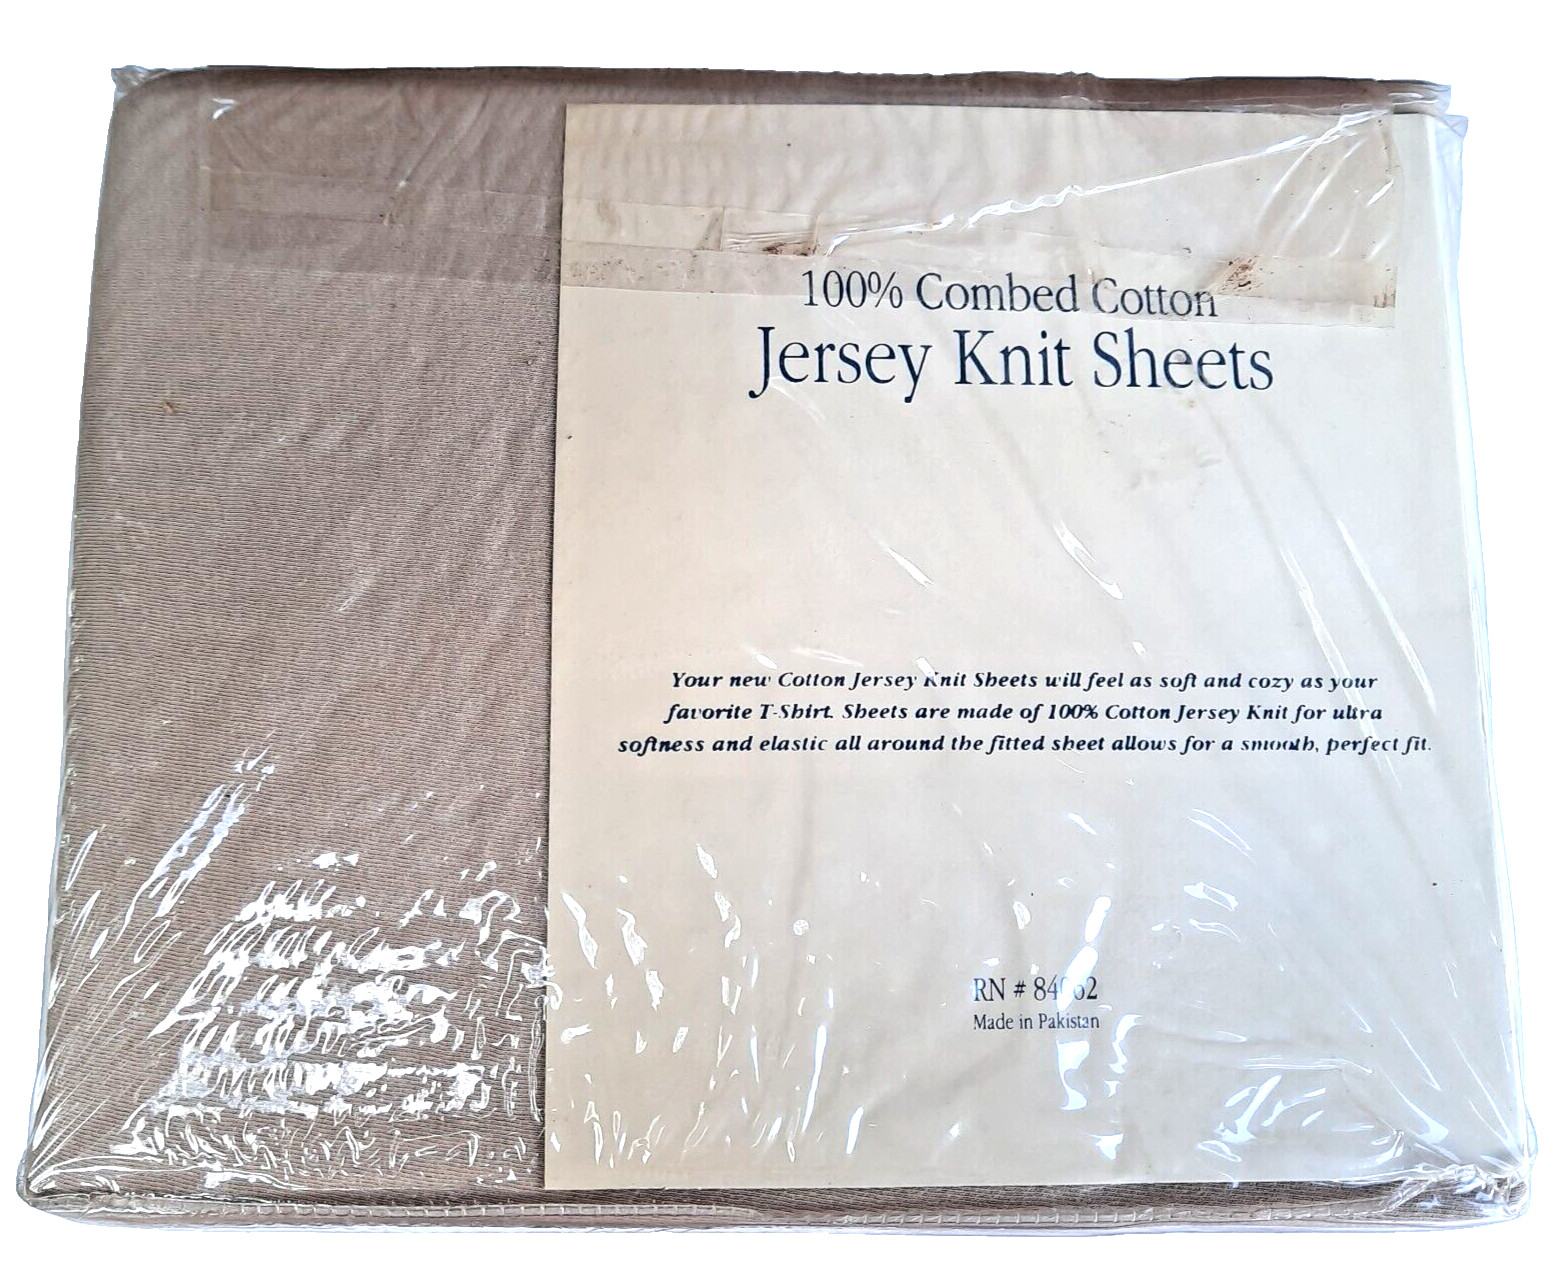 100% Combed Cotton
Jersey Knit Sheets
Your new Cotton Jersey Knit Sheets will feel as soft and cozy as your
favorite T-Shirt. Sheets are made of 100% Cotton Jersey Knit for ultra
softness and elastic all around the fitted sheet allows for a smooth, perfect fit.
RN #
Made in Pakistan